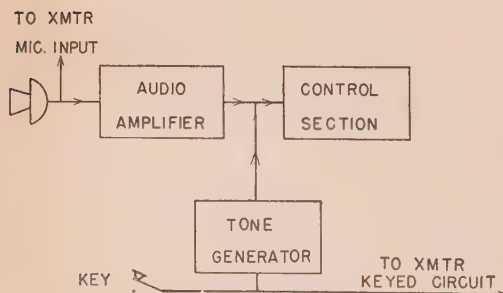 TO XMTR
MIC. INPUT
AUDIO
AMPLIFIER
CONTROL
SECTION
TONE
GENERATOR
KEY
TO XMTR
KEYED CIRCUIT